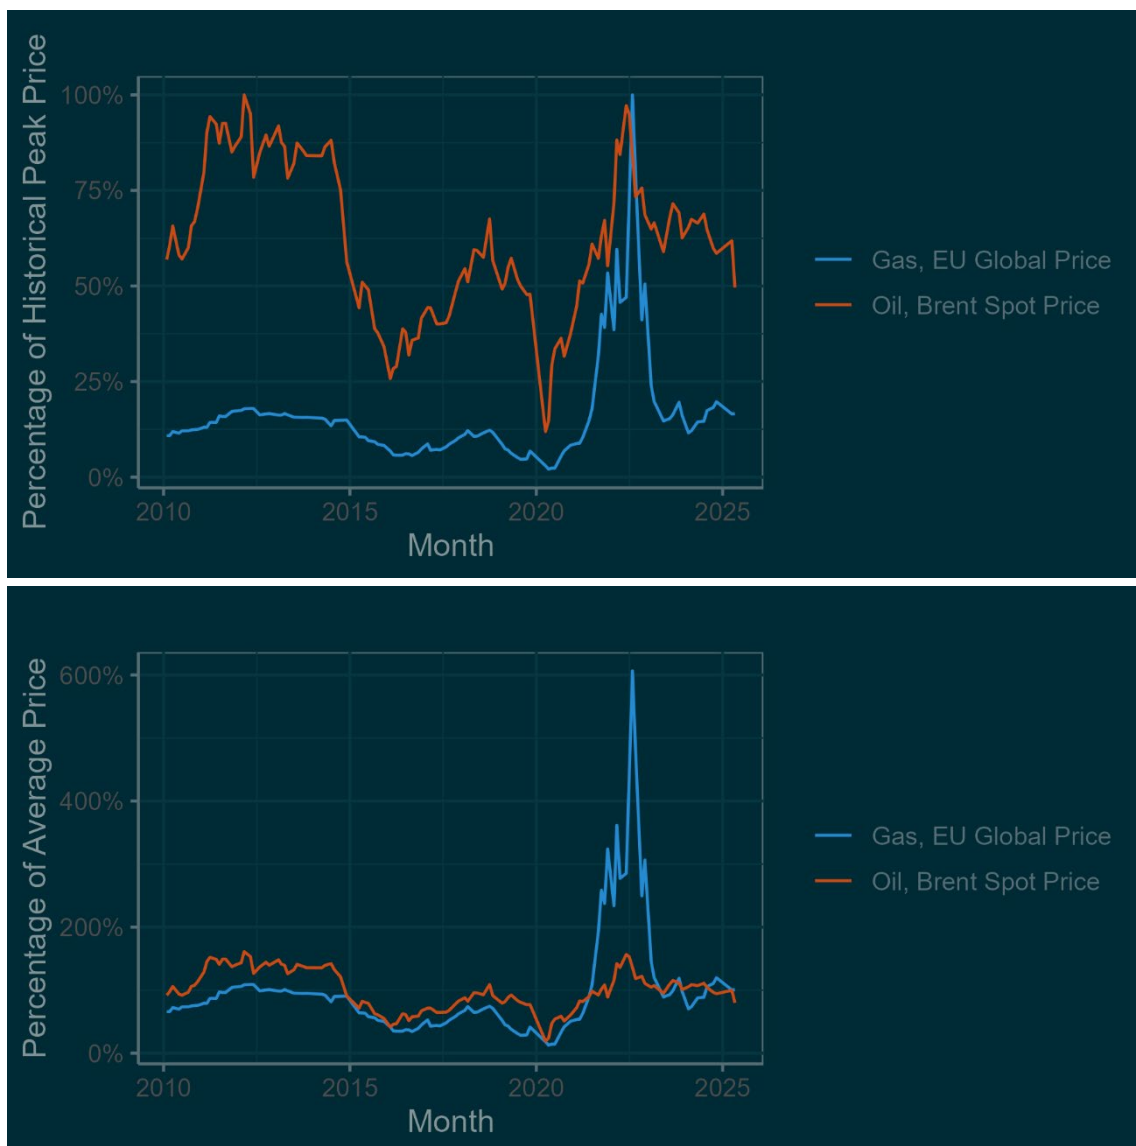 Percentage of Historical Peak Price
100%
75%
50%
25%
0%
2010 2015 2020 2025
Month
Gas, EU Global Price
Oil, Brent Spot Price
Percentage of Average Price
600%
400%
200%
0%
2010 2015 2020 2025
Month
Gas, EU Global Price
Oil, Brent Spot Price